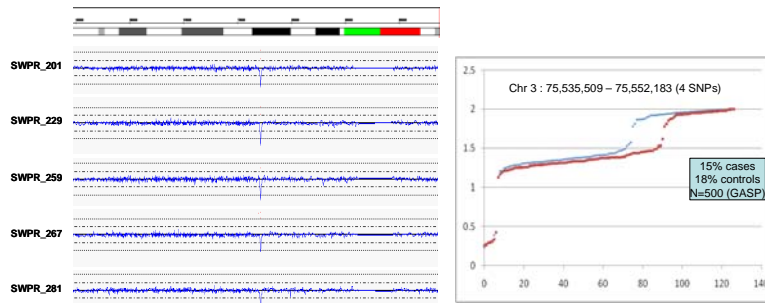 SWPR_201
SWPR_229
SWPR_259
SWPR_267
SWPR_281
Chr 3 : 75,535,509 – 75,552,183 (4 SNPs)
2.5
2
1.5
1
0.5
0
0 20 40 60 80 100 120 140
15% cases
18% controls
N=500 (GASP)